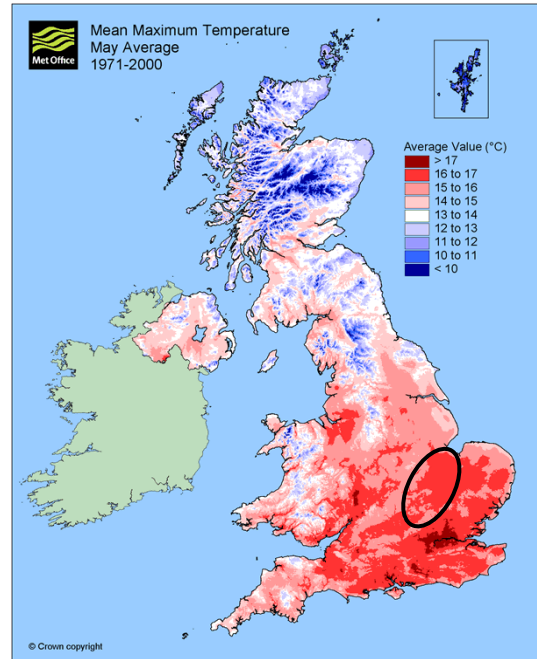 Met Office
Mean Maximum Temperature
May Average
1971-2000
Average Value (°C)
> 17
16 to 17
15 to 16
14 to 15
13 to 14
12 to 13
11 to 12
10 to 11
< 10
© Crown copyright